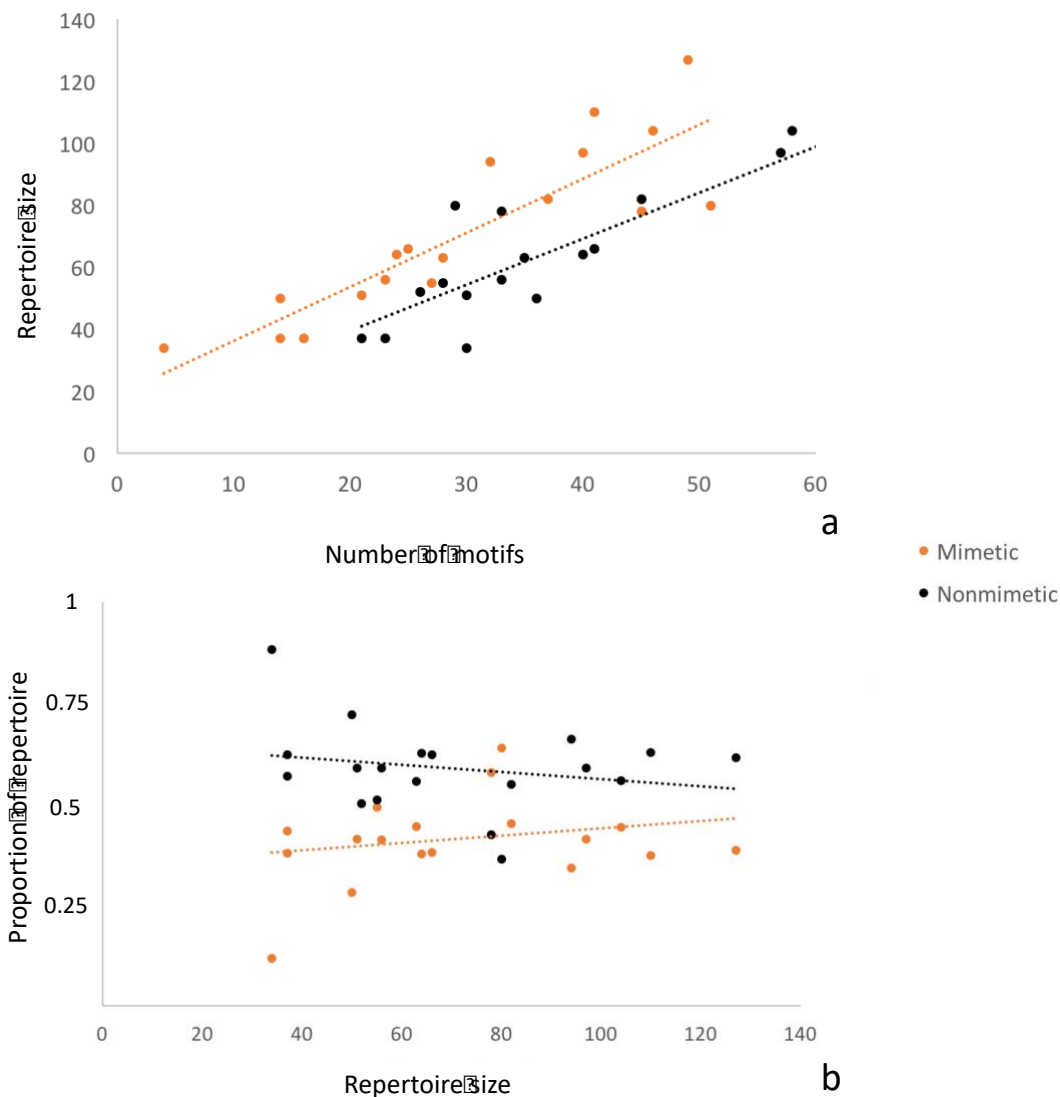 140
120
100
80
60
40
20
0
Repertoire size
0 10 20 30 40 50 60
Number of motifs
a
Mimetic
Nonmimetic
1
0.75
0.5
0.25
Proportion of repertoire
0 20 40 60 80 100 120 140
Repertoire size
b